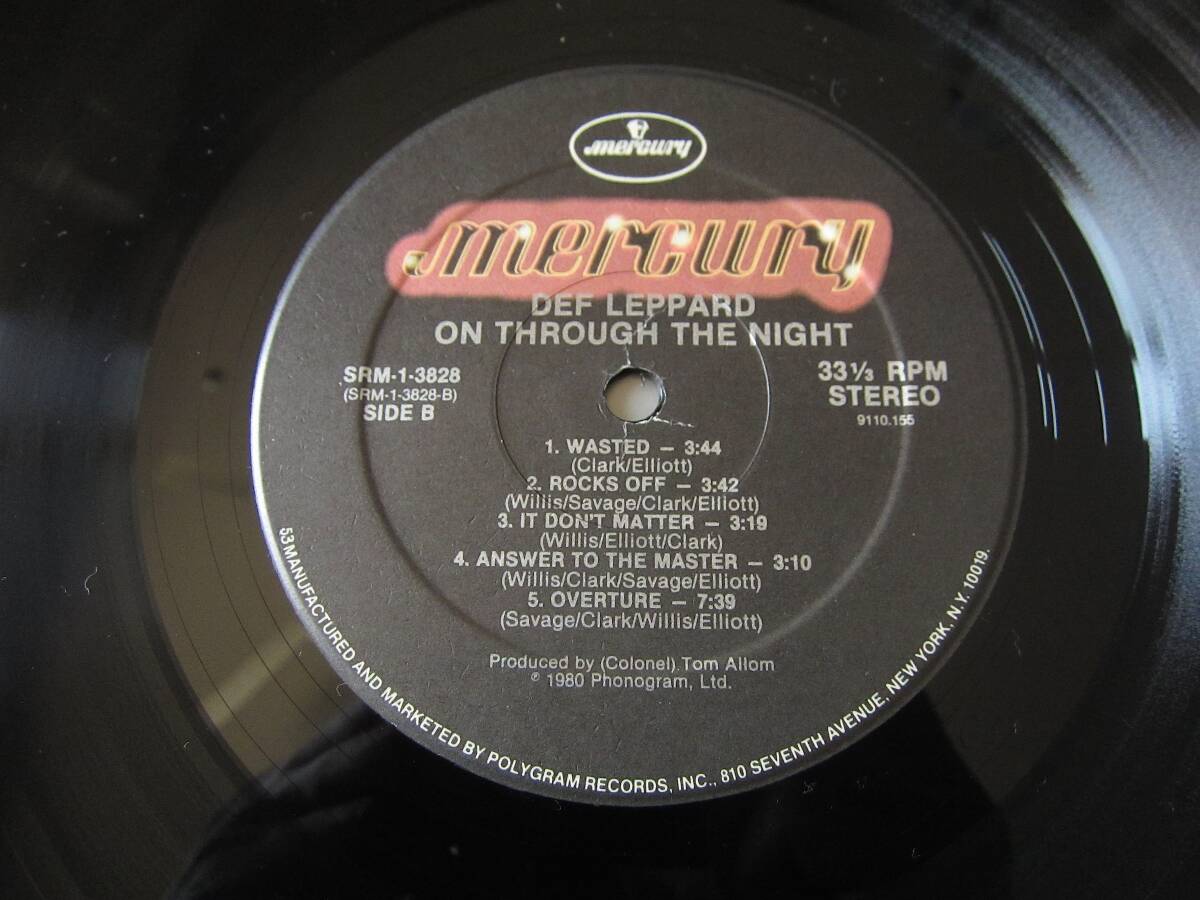 mercury
mercury
DEF LEPPARD
ON THROUGH THE NIGHT
SRM-1-3828
(SRM-1-3828-B)
SIDE B
33 1/3 RPM
STEREO
9110.155
1. WASTED — 3:44
(Clark/Elliott)
2. ROCKS OFF — 3:42
(Willis/Savage/Clark/Elliott)
3. IT DON'T MATTER — 3:19
(Willis/Elliott/Clark)
4. ANSWER TO THE MASTER — 3:10
(Willis/Clark/Savage/Elliott)
5. OVERTURE — 7:39
(Savage/Clark/Willis/Elliott)
Produced by (Colonel) Tom Allom
℗ 1980 Phonogram, Ltd.
53MANUFACTURED AND MARKETED BY POLYGRAM RECORDS, INC., 810 SEVENTH AVENUE, NEW YORK, N.Y. 10019.